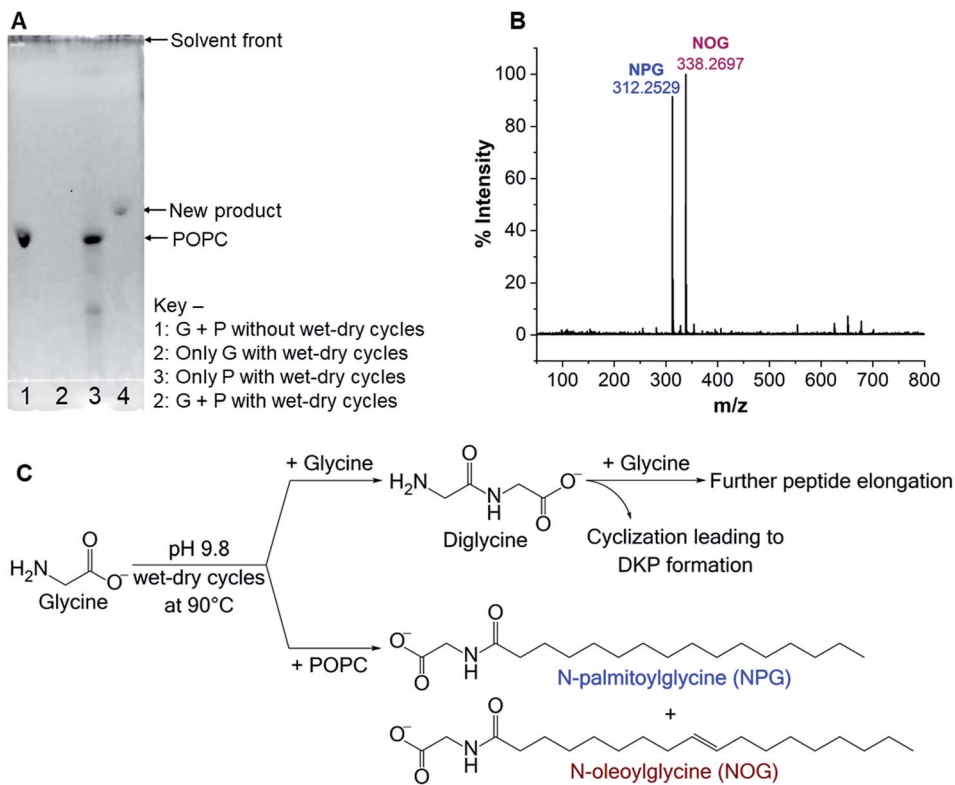 A
Solvent front
New product
POPC
Key –
1: G + P without wet-dry cycles
2: Only G with wet-dry cycles
3: Only P with wet-dry cycles
2: G + P with wet-dry cycles
1 2 3 4
B
NOG
338.2697
NPG
312.2529
% Intensity
100
80
60
40
20
0
100 200 300 400 500 600 700 800
m/z
C
H2N
O
O−
Glycine
pH 9.8
wet-dry cycles
at 90°C
+ Glycine
H2N
O
N
H
O−
O
Diglycine
+ Glycine
Further peptide elongation
Cyclization leading to
DKP formation
+ POPC
O−
O
N
H
O
N-palmitoylglycine (NPG)
+
O−
O
N
H
O
N-oleoylglycine (NOG)